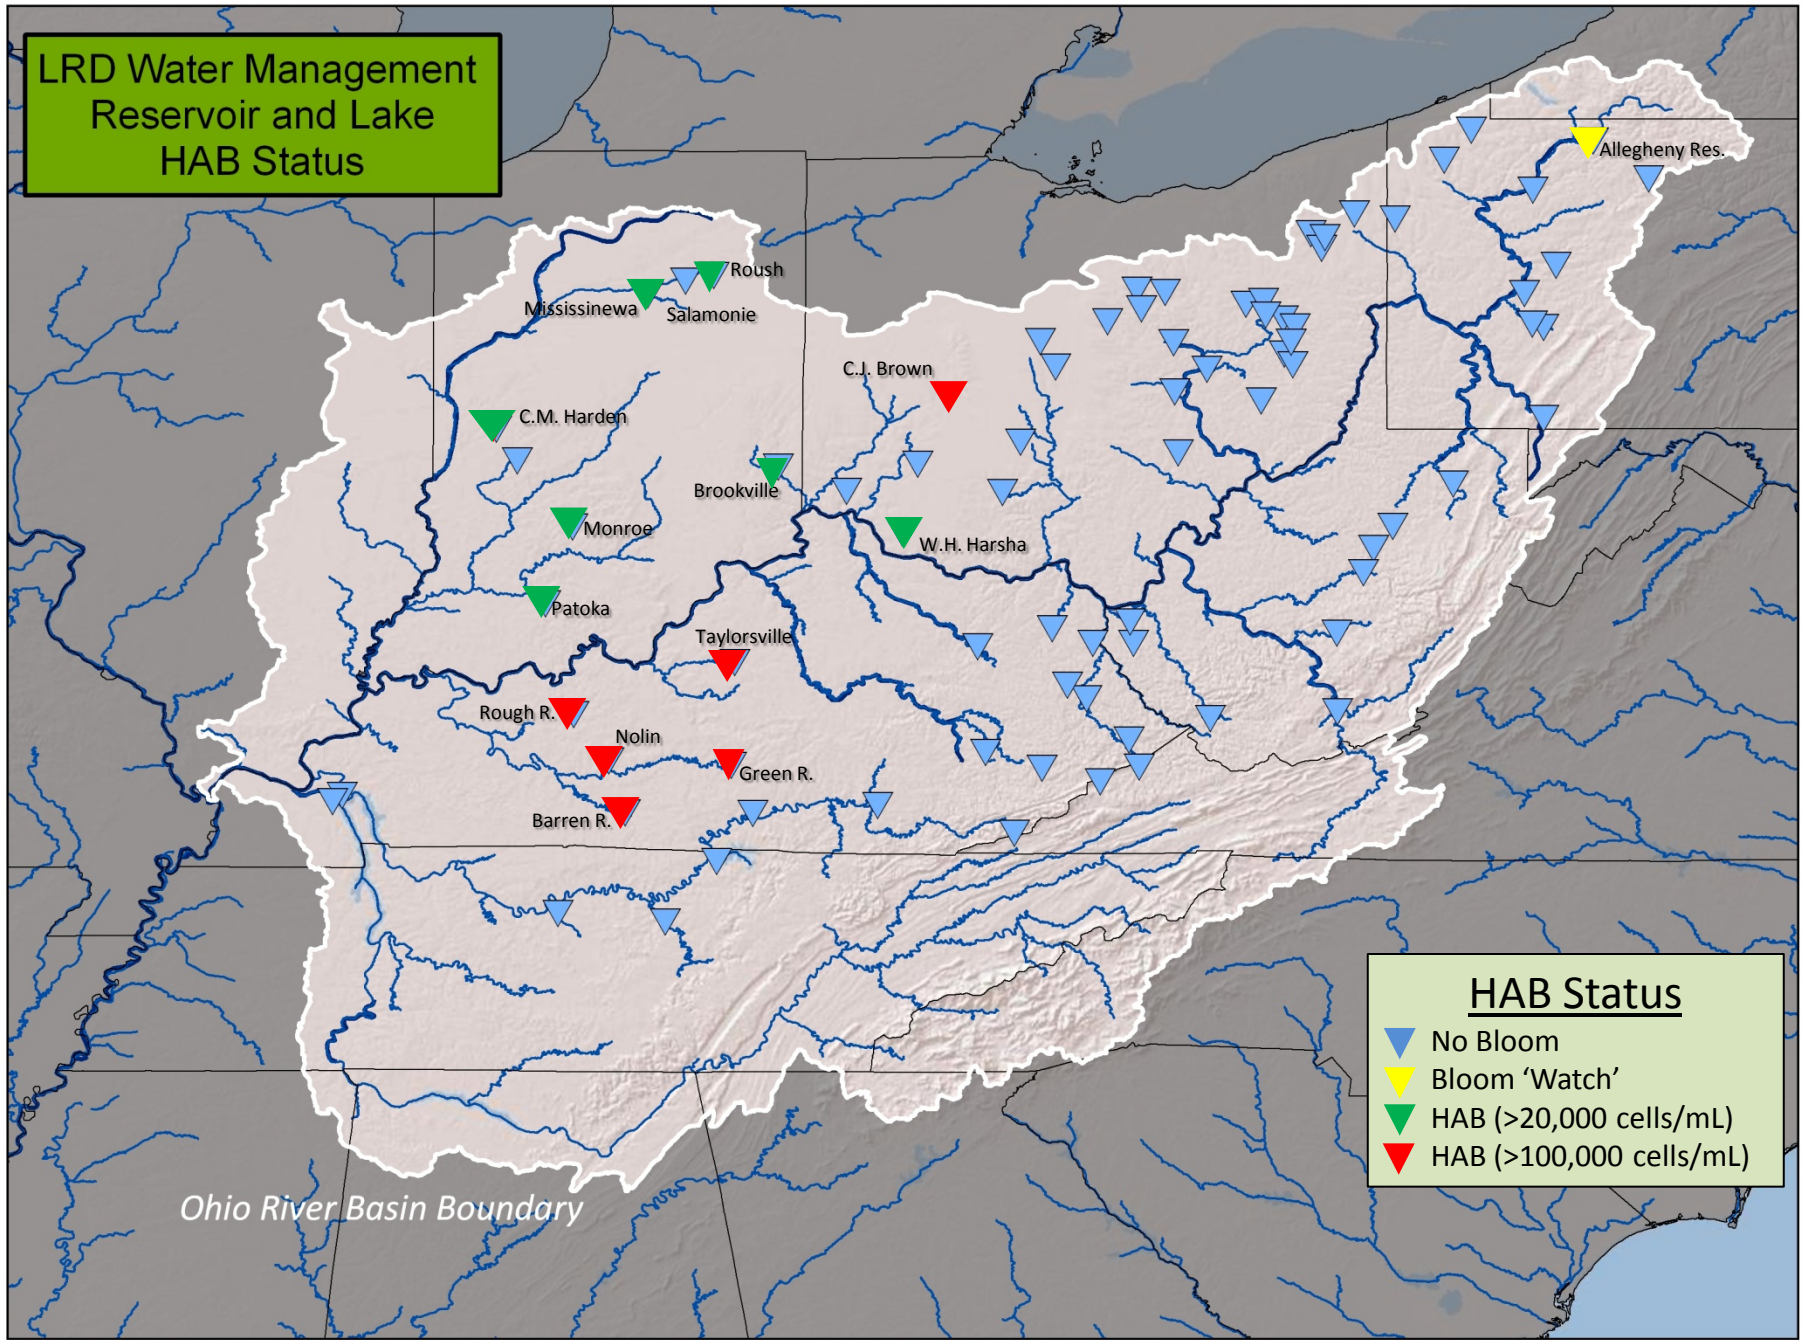 LRD Water Management
Reservoir and Lake
HAB Status
Allegheny Res.
Roush
Mississinewa
Salamonie
C.J. Brown
C.M. Harden
Brookville
Monroe
W.H. Harsha
Patoka
Taylorsville
Rough R.
Nolin
Green R.
Barren R.
HAB Status
No Bloom
Bloom ‘Watch’
HAB (>20,000 cells/mL)
HAB (>100,000 cells/mL)
Ohio River Basin Boundary